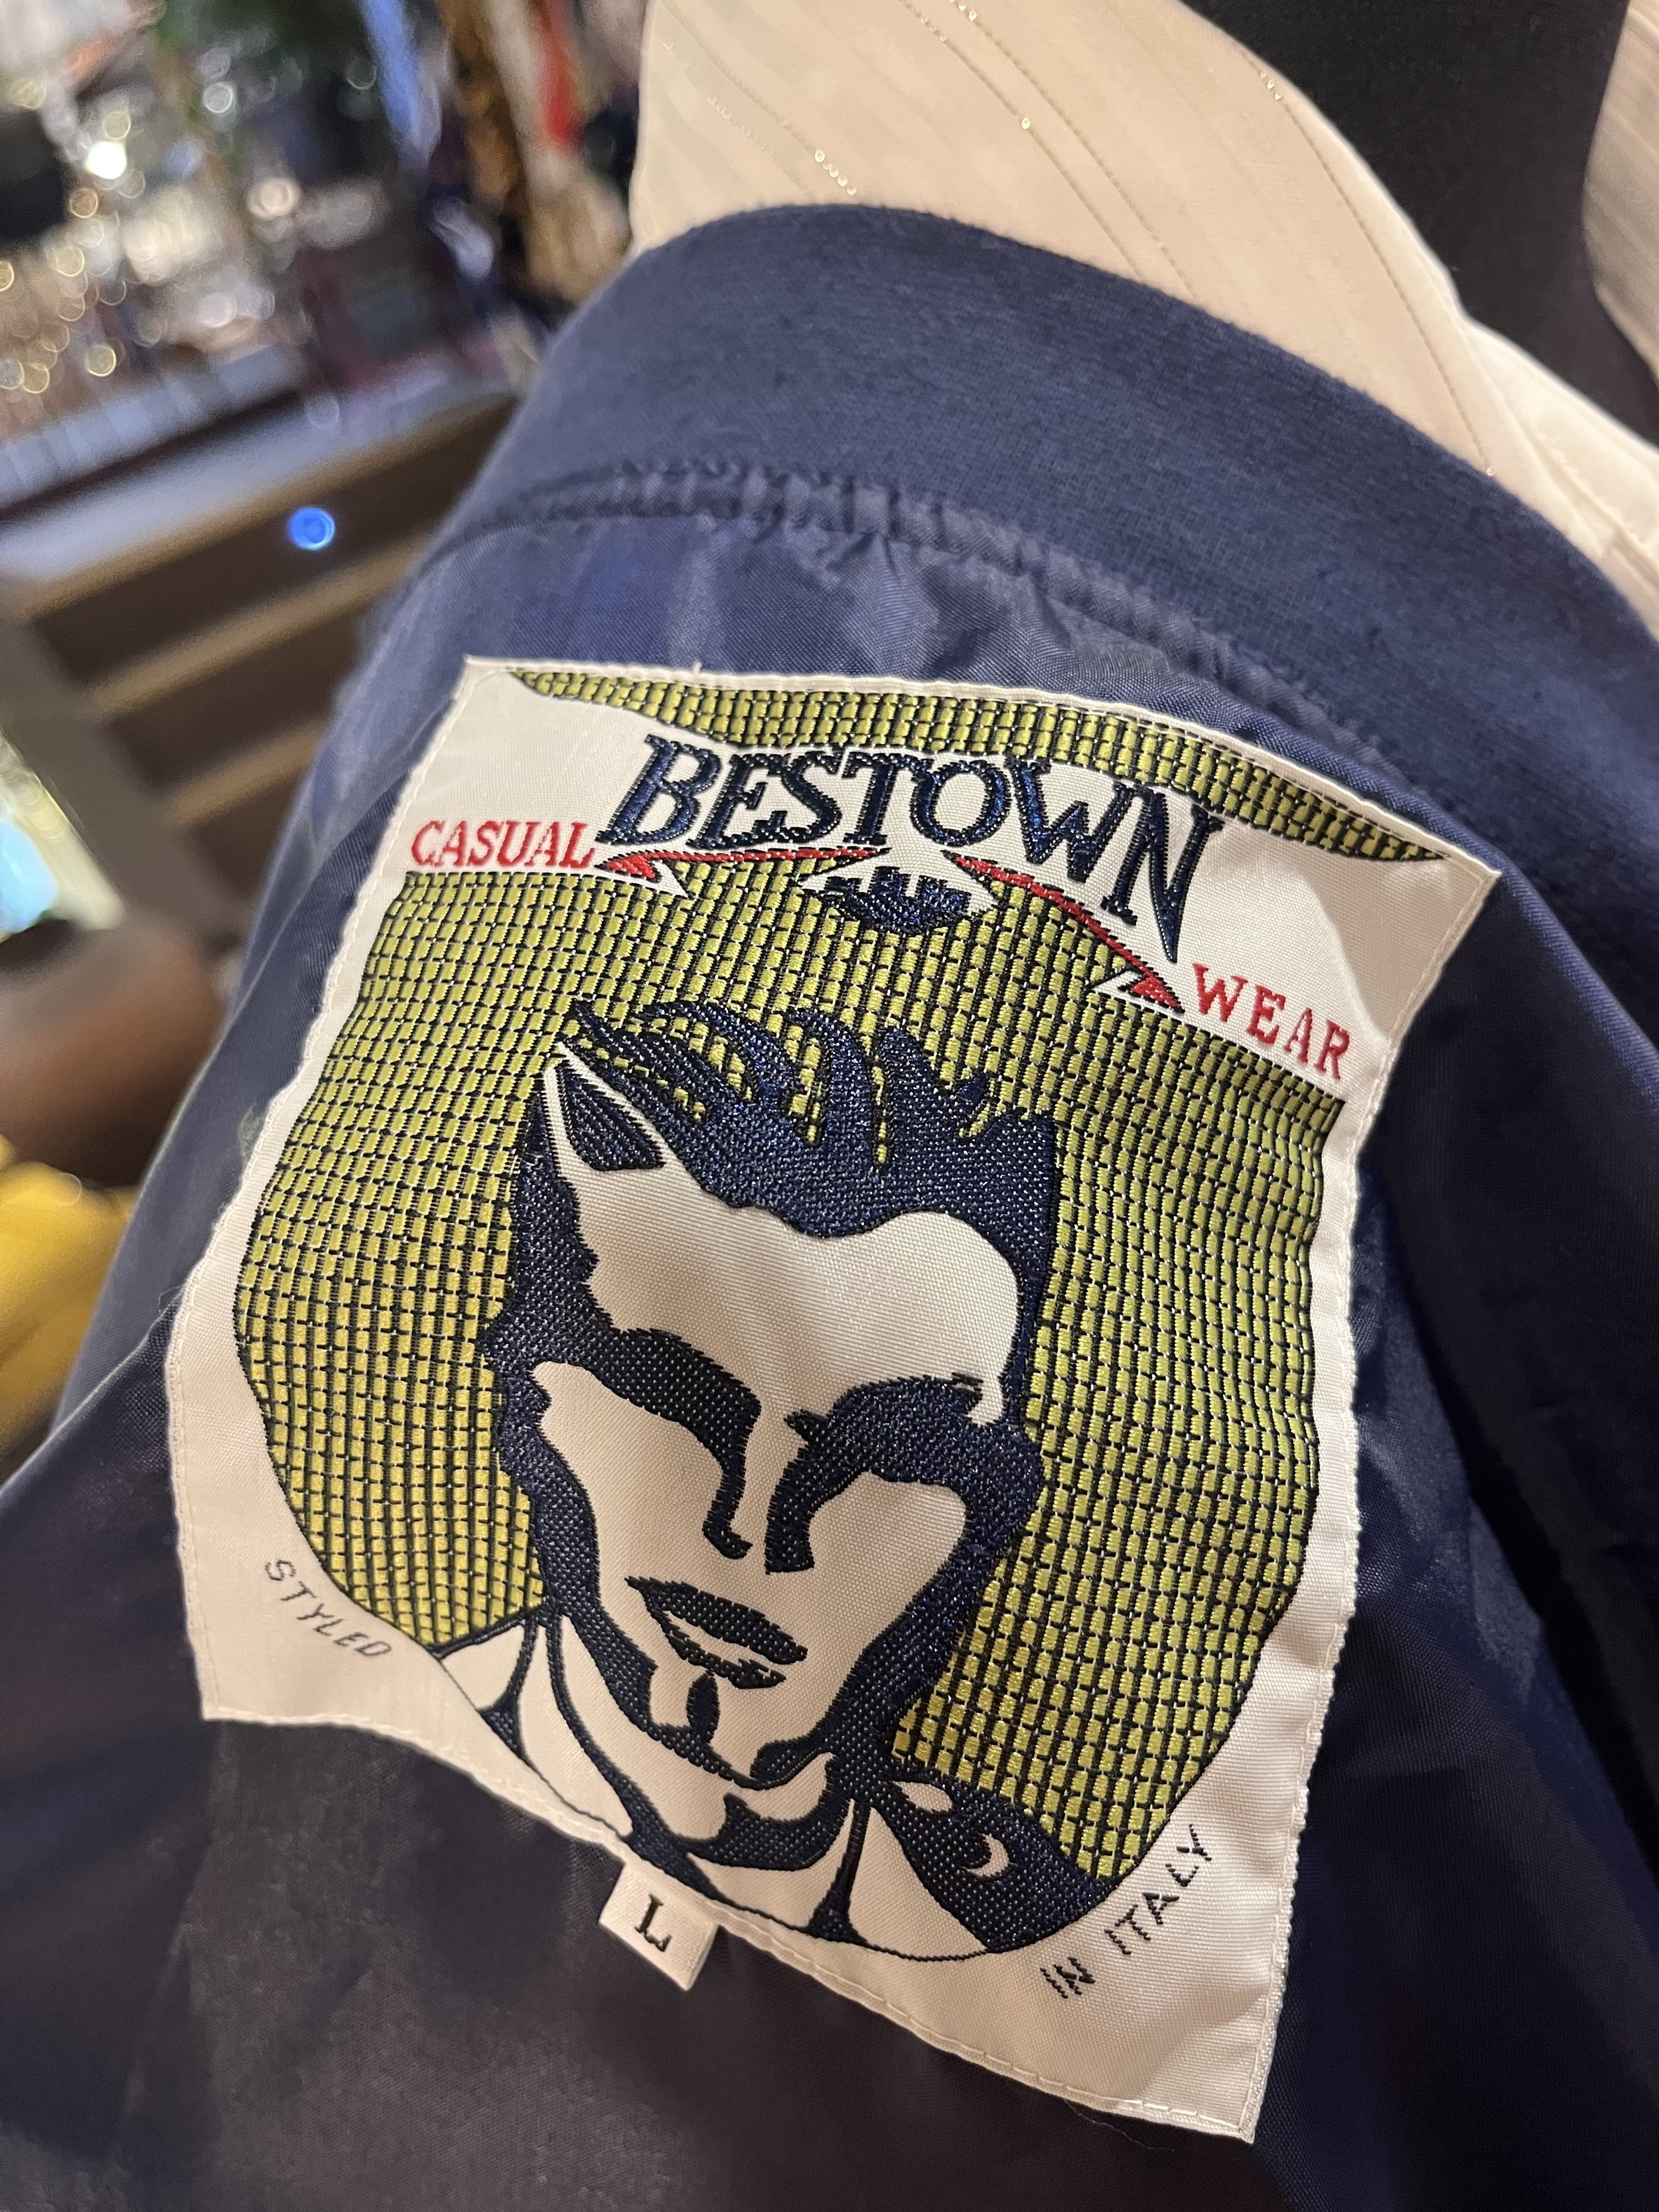 BESTOWN
CASUAL
WEAR
STYLED
IN ITALY
L